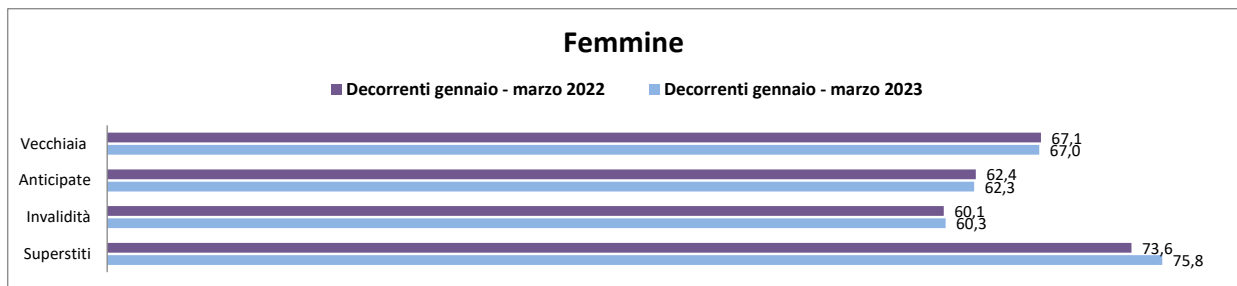 Femmine
Decorrenti gennaio - marzo 2022 Decorrenti gennaio - marzo 2023
Vecchiaia 67,1
67,0
Anticipate 62,4
62,3
Invalidità 60,1
60,3
Superstiti 73,6
75,8